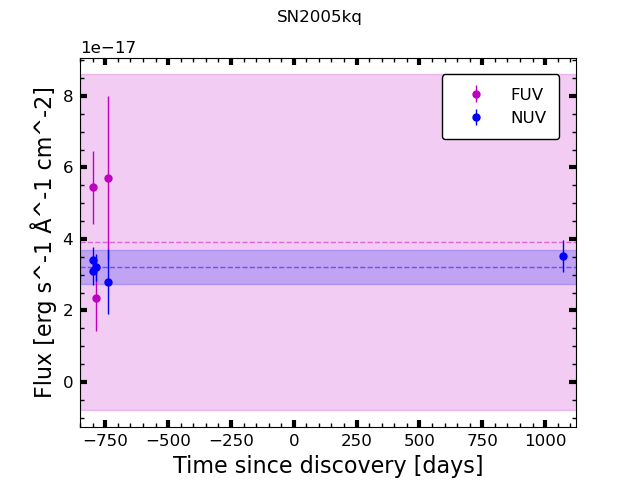 SN2005kq
1e−17
FUV
NUV
8
6
4
2
0
Flux [erg s^-1 Å^-1 cm^-2]
−750 −500 −250 0 250 500 750 1000
Time since discovery [days]